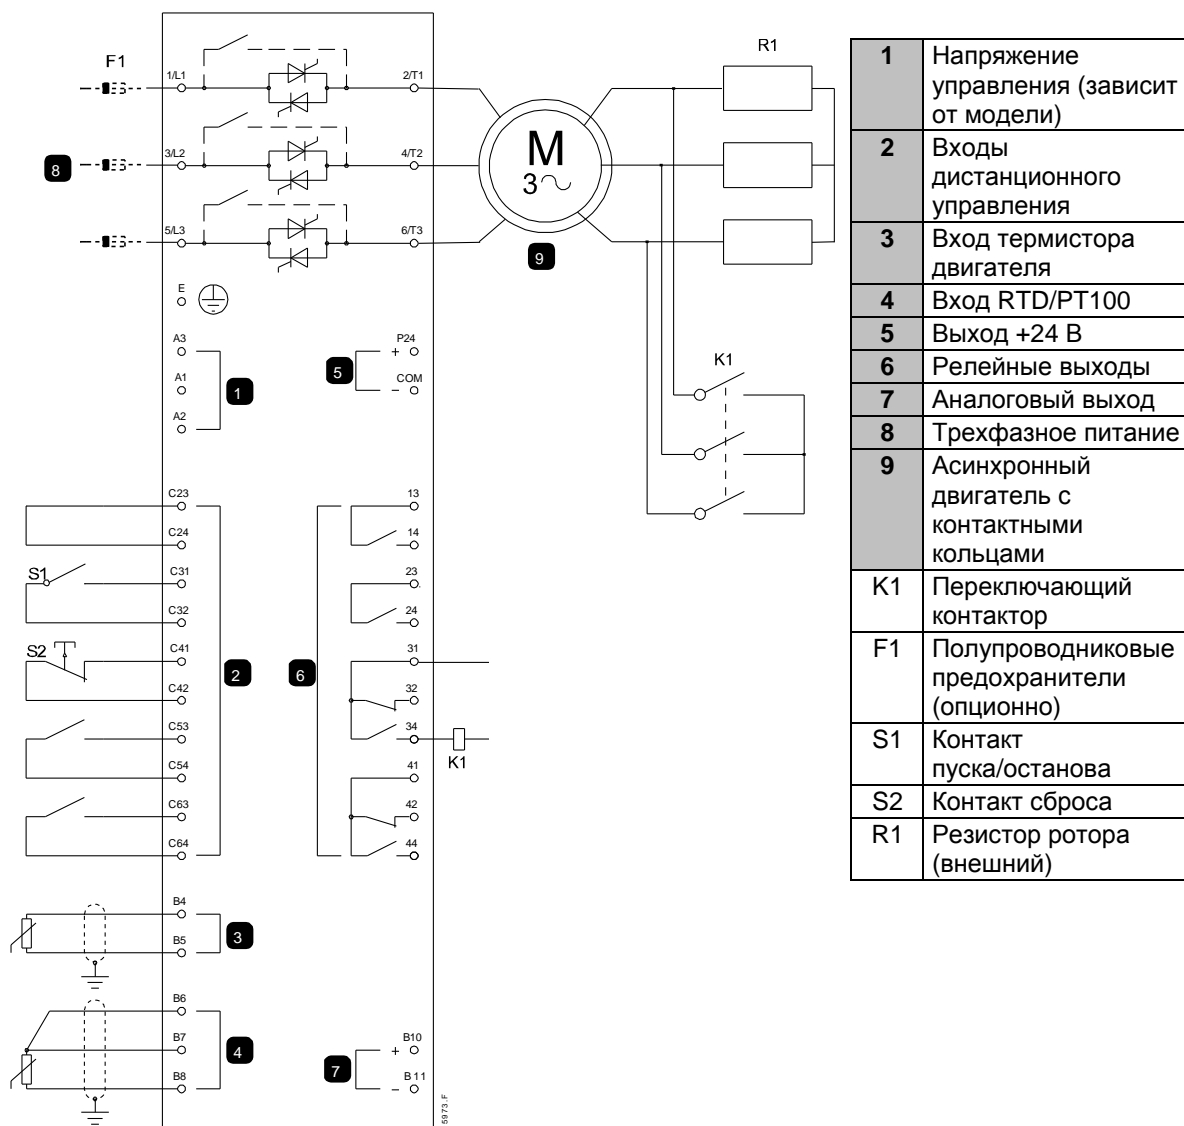 F1
1/L1
2/T1
3/L2
4/T2
5/L3
6/T3
8
M
3
9
R1
E
A3
A1
A2
1
P24
+
COM
−
5
K1
C23
C24
S1
C31
C32
S2
C41
C42
C53
C54
C63
C64
2
6
13
14
23
24
31
32
34
K1
41
42
44
B4
B5
3
B6
B7
B8
4
7
B10
+
B 11
−
5973.F
1 Напряжение
управления (зависит
от модели)
2 Входы
дистанционного
управления
3 Вход термистора
двигателя
4 Вход RTD/PT100
5 Выход +24 В
6 Релейные выходы
7 Аналоговый выход
8 Трехфазное питание
9 Асинхронный
двигатель с
контактными
кольцами
K1 Переключающий
контактор
F1 Полупроводниковые
предохранители
(опционно)
S1 Контакт
пуска/останова
S2 Контакт сброса
R1 Резистор ротора
(внешний)